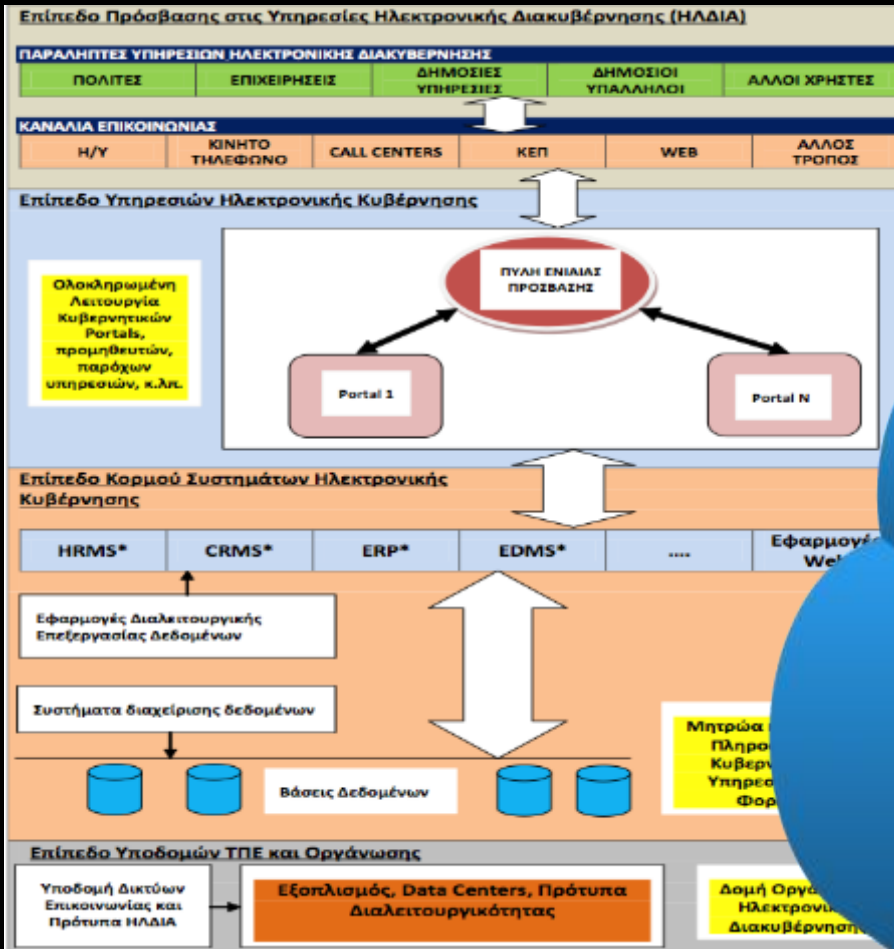 Επίπεδο Πρόσβασης στις Υπηρεσίες Ηλεκτρονικής Διακυβέρνησης (ΗΛΔΙΑ)
ΠΑΡΑΛΗΠΤΕΣ ΥΠΗΡΕΣΙΩΝ ΗΛΕΚΤΡΟΝΙΚΗΣ ΔΙΑΚΥΒΕΡΝΗΣΗΣ
ΠΟΛΙΤΕΣ
ΕΠΙΧΕΙΡΗΣΕΙΣ
ΔΗΜΟΣΙΕΣ
ΥΠΗΡΕΣΙΕΣ
ΔΗΜΟΣΙΟΙ
ΥΠΑΛΛΗΛΟΙ
ΑΛΛΟΙ ΧΡΗΣΤΕΣ
ΚΑΝΑΛΙΑ ΕΠΙΚΟΙΝΩΝΙΑΣ
Η/Υ
ΚΙΝΗΤΟ
ΤΗΛΕΦΩΝΟ
CALL CENTERS
ΚΕΠ
WEB
ΑΛΛΟΣ
ΤΡΟΠΟΣ
Επίπεδο Υπηρεσιών Ηλεκτρονικής Κυβέρνησης
Ολοκληρωμένη
Λειτουργία
Κυβερνητικών
Portals,
προμηθευτών,
παρόχων
υπηρεσιών, κ.λπ.
ΠΥΛΗ ΕΝΙΑΙΑΣ
ΠΡΟΣΒΑΣΗΣ
Portal 1
Portal N
Επίπεδο Κορμού Συστημάτων Ηλεκτρονικής
Κυβέρνησης
HRMS*
CRMS*
ERP*
EDMS*
....
Εφαρμογές
Εφαρμογές Διαλειτουργικής
Επεξεργασίας Δεδομένων
Συστήματα διαχείρισης δεδομένων
Βάσεις Δεδομένων
Μητρώα
Επίπεδο Υποδομών ΤΠΕ και Οργάνωσης
Υποδομή Δικτύων
Επικοινωνίας και
Πρότυπα ΗΛΔΙΑ
Εξοπλισμός, Data Centers, Πρότυπα
Διαλειτουργικότητας
Δομή
Διακυβέρνησης